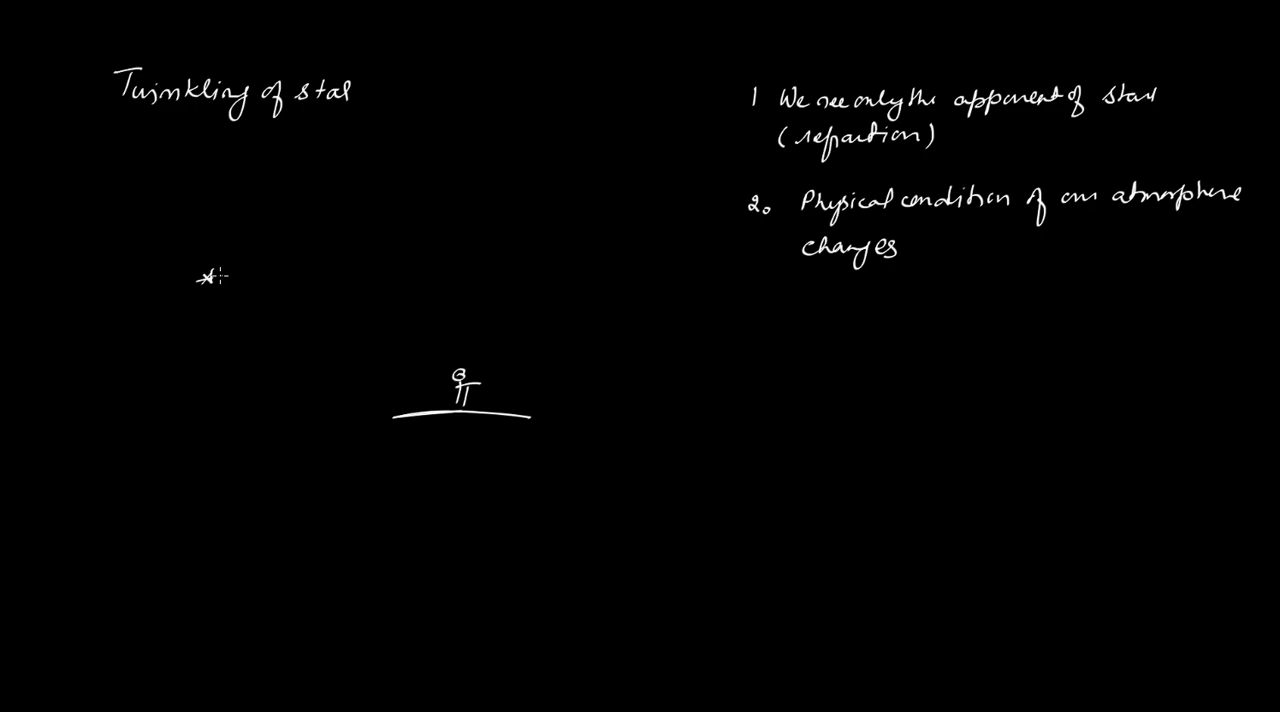 Twinkling of star
1 We see only the apparent of star
(refraction)
2. Physical condition of our atmosphere
changes